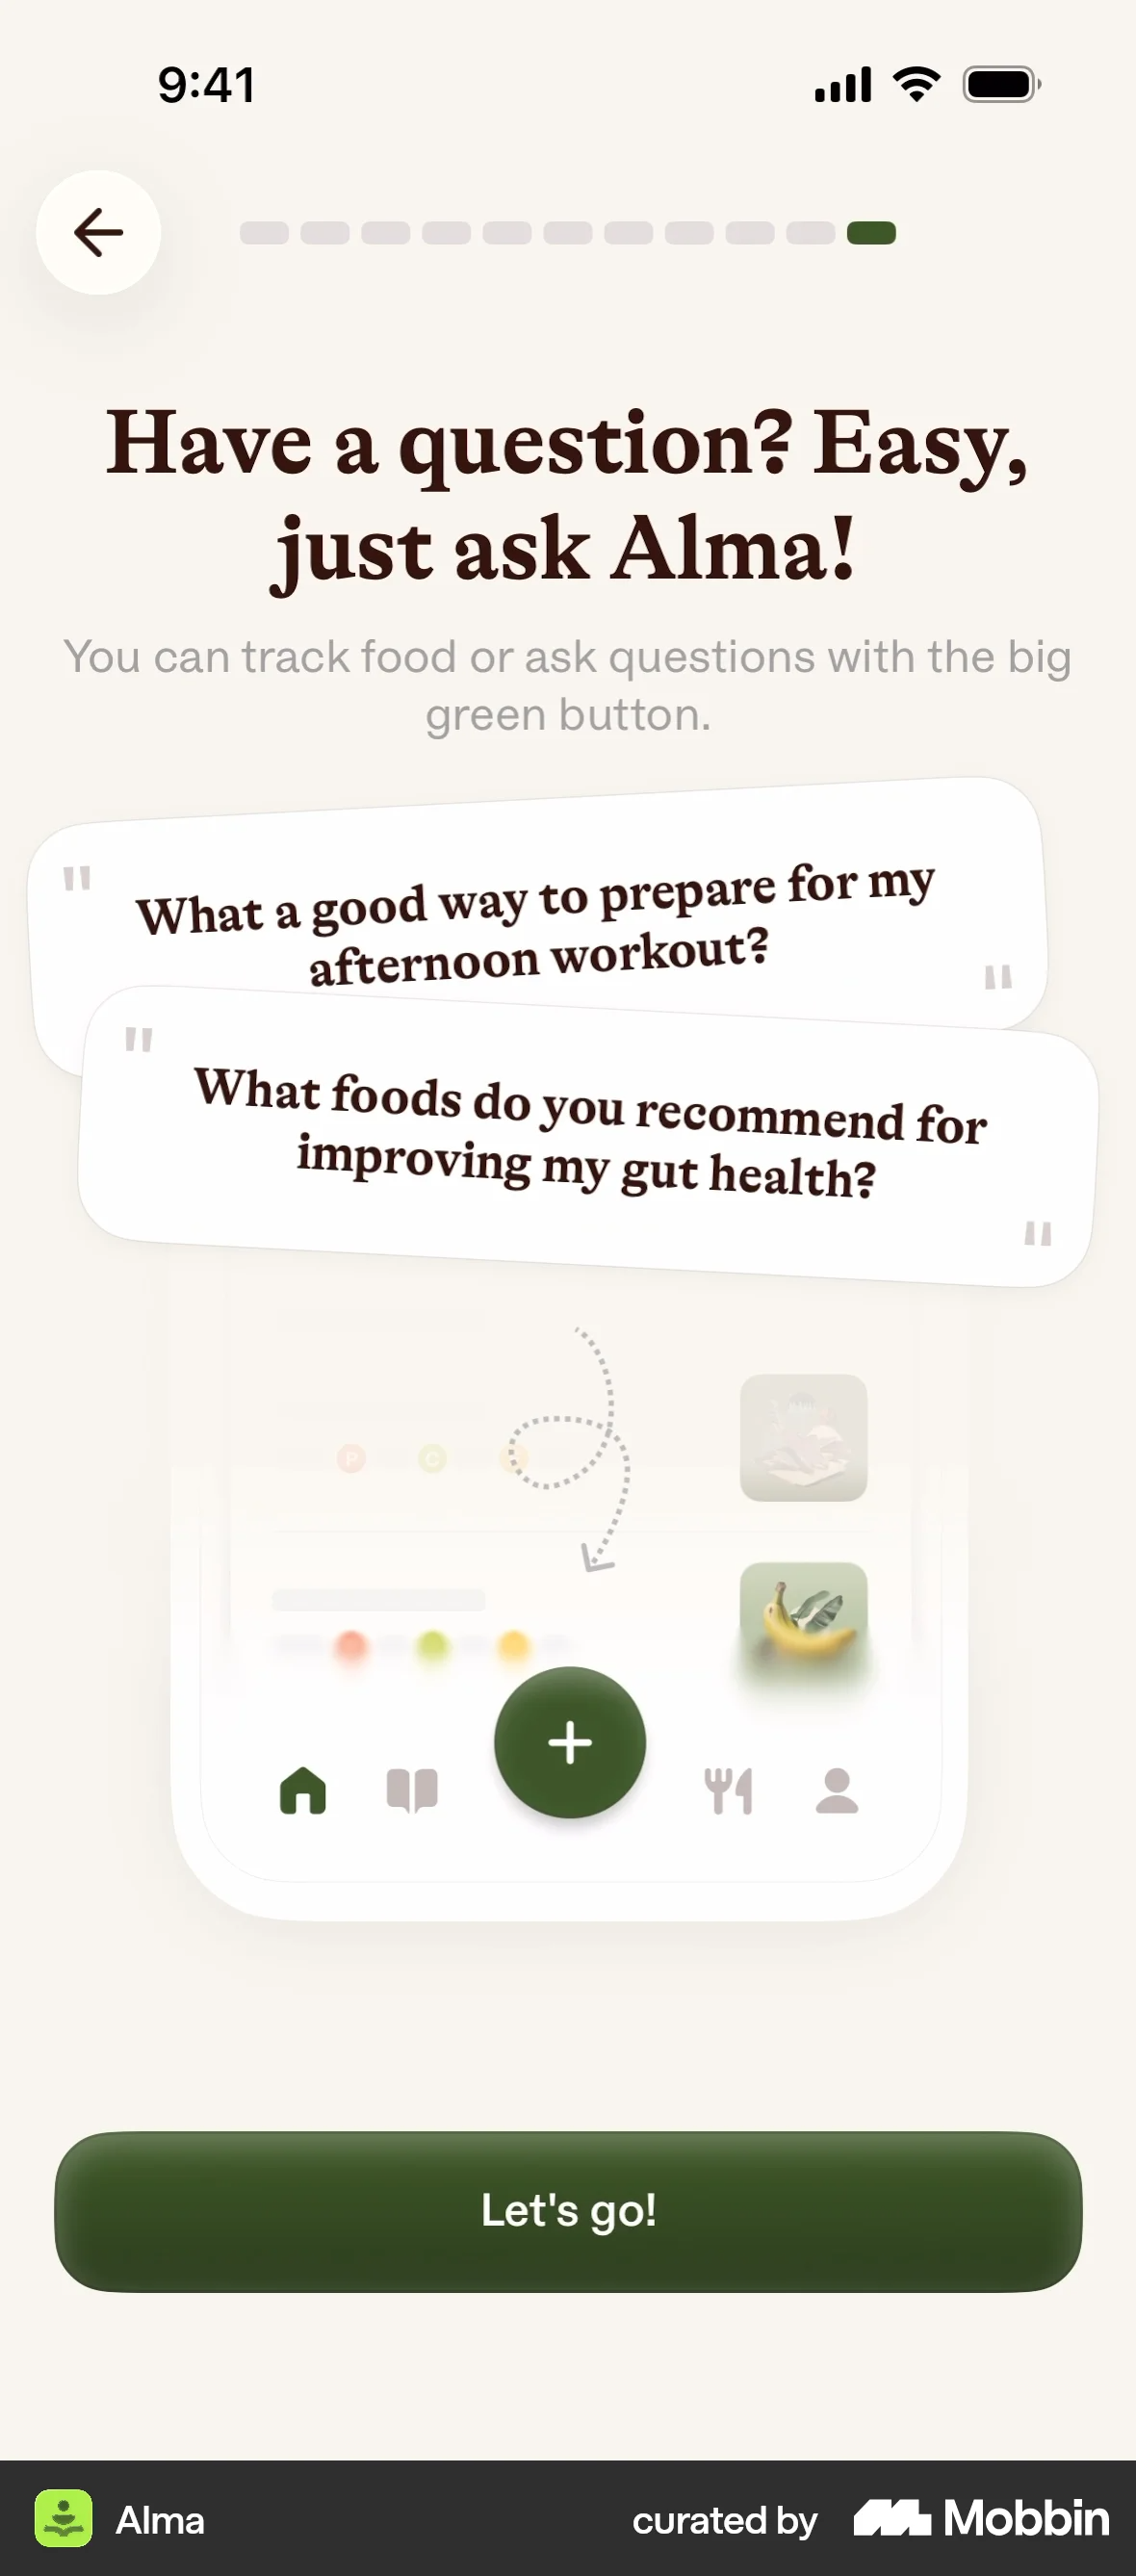 9:41
Have a question? Easy,
just ask Alma!
You can track food or ask questions with the big
green button.
" What a good way to prepare for my
afternoon workout? "
" What foods do you recommend for
improving my gut health? "
P C
Let's go!
Alma curated by Mobbin